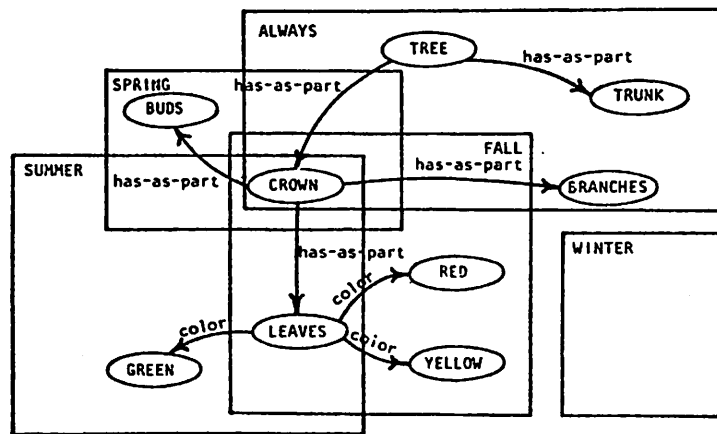 ALWAYS
TREE
has-as-part
has-as-part
TRUNK
SPRING
BUDS
FALL
has-as-part
SUMMER
has-as-part
CROWN
BRANCHES
has-as-part
WINTER
RED
color
color
LEAVES
color
GREEN
YELLOW